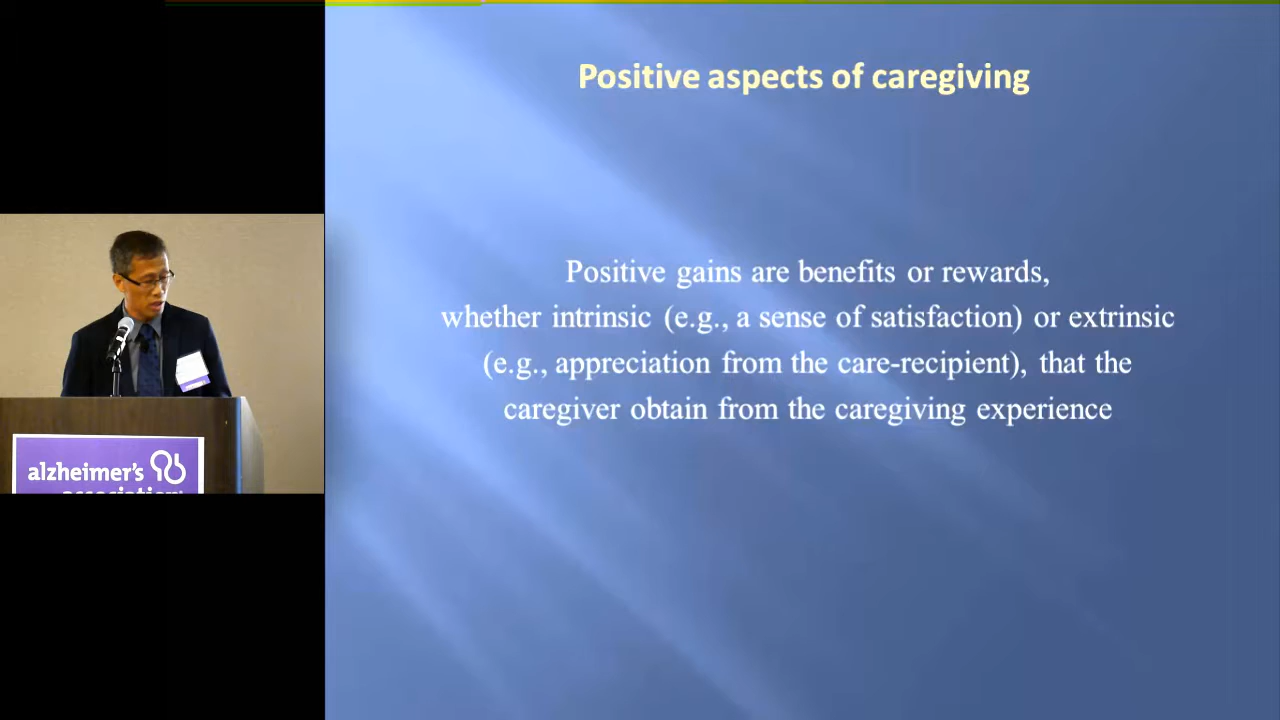 Positive aspects of caregiving
Positive gains are benefits or rewards,
whether intrinsic (e.g., a sense of satisfaction) or extrinsic
(e.g., appreciation from the care-recipient), that the
caregiver obtain from the caregiving experience
alzheimer's
association